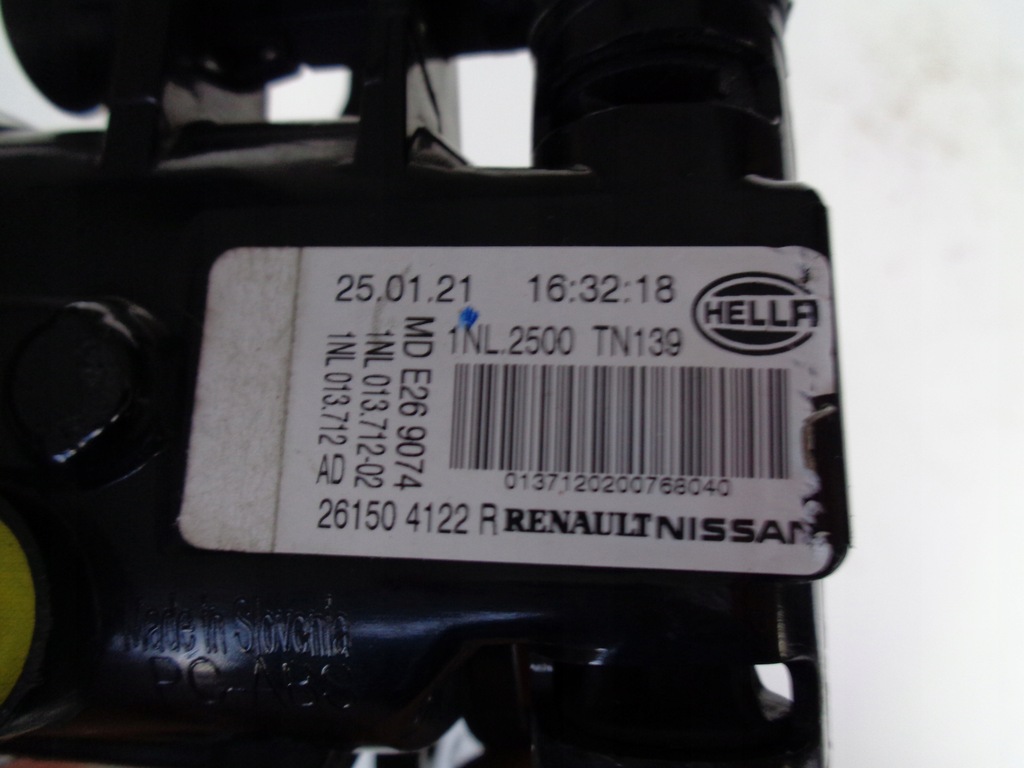 25.01.21 16:32:18
HELLA
1NL.2500 TN139
MD E26 9074
1NL 013.712-02
1NL 013.712 AD
0137120200768040
26150 4122 R RENAULT NISSAN
Made in Slovenia
PC-ABS